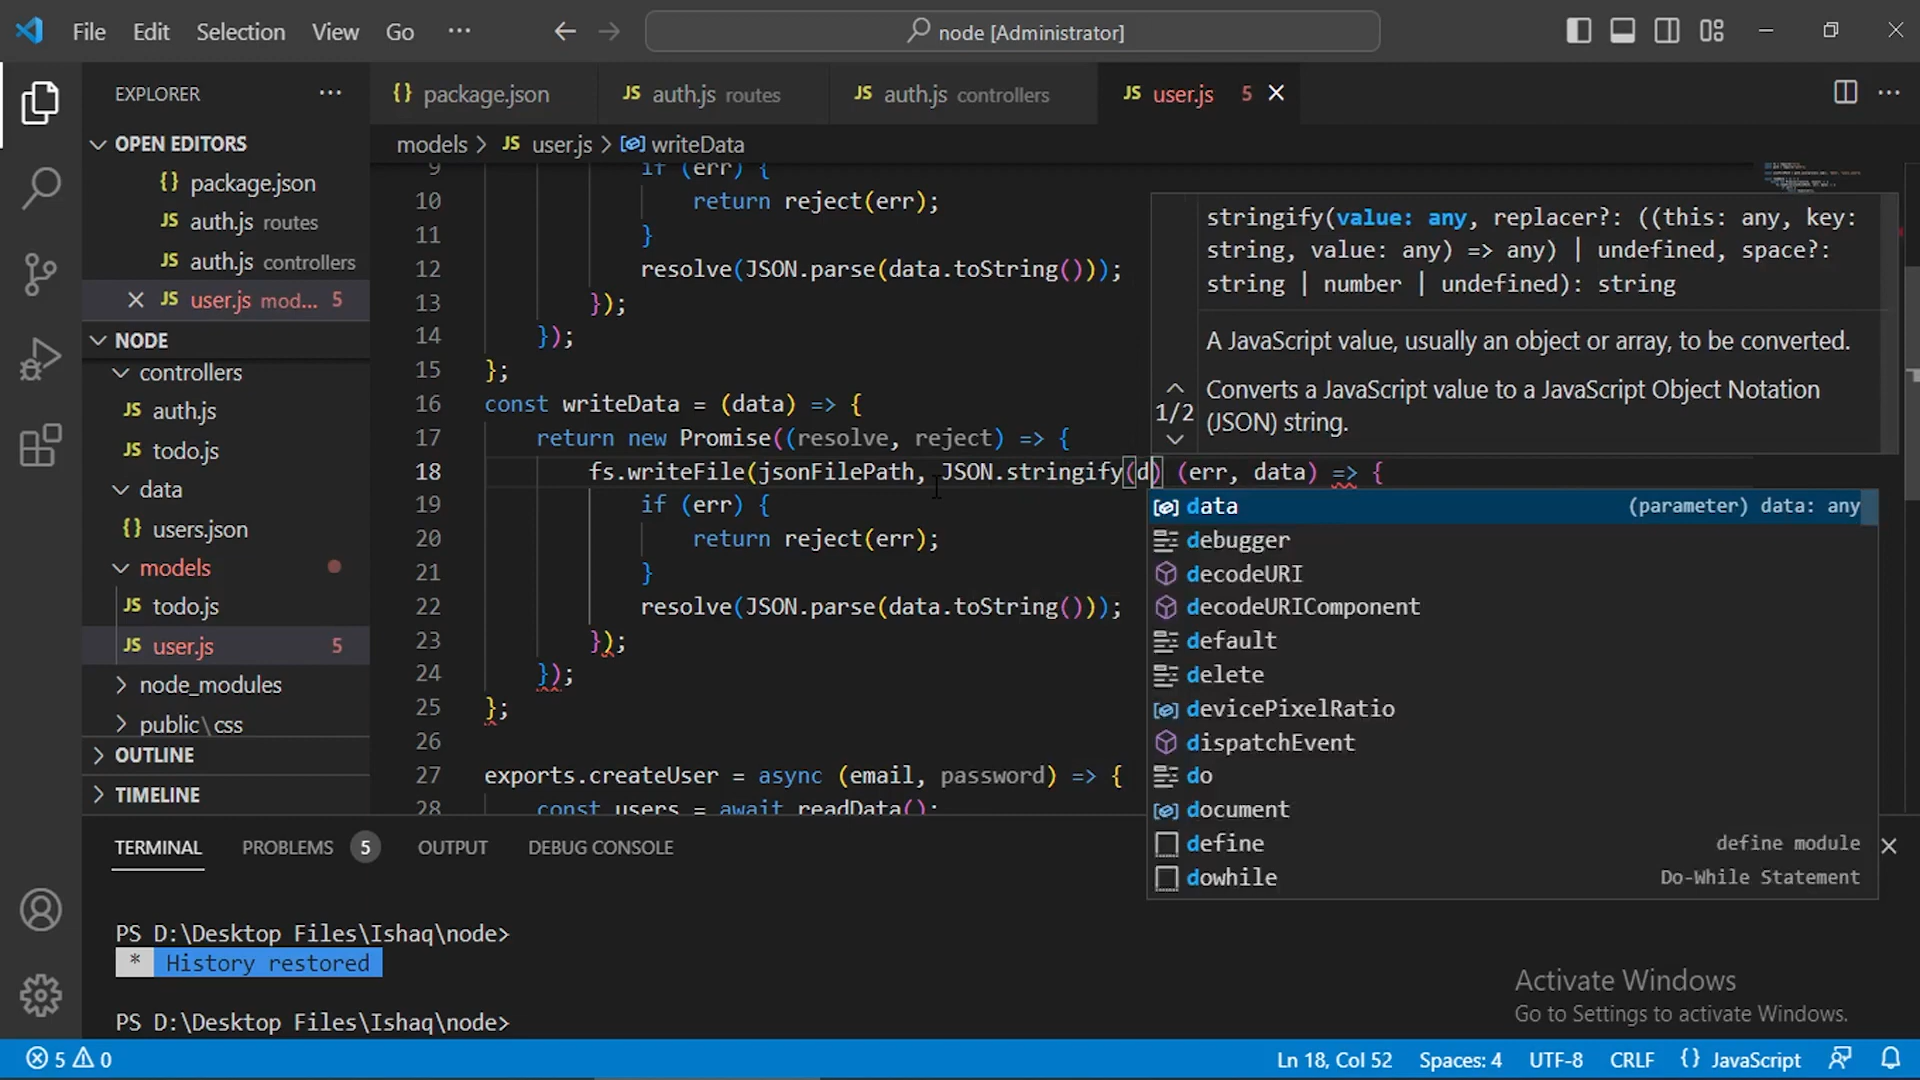 File Edit Selection View Go ··· node [Administrator]
EXPLORER ···
{} package.json JS auth.js routes JS auth.js controllers JS user.js 5
OPEN EDITORS
{} package.json
JS auth.js routes
JS auth.js controllers
JS user.js mod... 5
NODE
controllers
JS auth.js
JS todo.js
data
{} users.json
models
JS todo.js
JS user.js 5
node_modules
public\css
OUTLINE
TIMELINE
models > JS user.js > writeData
9 if (err) {
10 return reject(err);
11 }
12 resolve(JSON.parse(data.toString()));
13 });
14 });
15 };
16 const writeData = (data) => {
17 return new Promise((resolve, reject) => {
18 fs.writeFile(jsonFilePath, JSON.stringify(d) (err, data) => {
19 if (err) {
20 return reject(err);
21 }
22 resolve(JSON.parse(data.toString()));
23 });
24 });
25 };
26
27 exports.createUser = async (email, password) => {
28 const users = await readData();
stringify(value: any, replacer?: ((this: any, key:
string, value: any) => any) | undefined, space?:
string | number | undefined): string
A JavaScript value, usually an object or array, to be converted.
1/2
Converts a JavaScript value to a JavaScript Object Notation
(JSON) string.
data (parameter) data: any
debugger
decodeURI
decodeURIComponent
default
delete
devicePixelRatio
dispatchEvent
do
document
define define module
dowhile Do-While Statement
TERMINAL PROBLEMS 5 OUTPUT DEBUG CONSOLE
PS D:\Desktop Files\Ishaq\node>
* History restored
PS D:\Desktop Files\Ishaq\node>
Activate Windows
Go to Settings to activate Windows.
5 0 Ln 18, Col 52 Spaces: 4 UTF-8 CRLF {} JavaScript